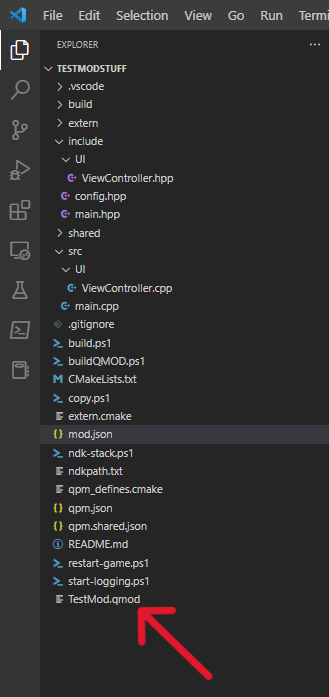 File Edit Selection View Go Run Termi
EXPLORER ...
TESTMODSTUFF
.vscode
build
extern
include
UI
ViewController.hpp
config.hpp
main.hpp
shared
src
UI
ViewController.cpp
main.cpp
.gitignore
build.ps1
buildQMOD.ps1
CMakeLists.txt
copy.ps1
extern.cmake
mod.json
ndk-stack.ps1
ndkpath.txt
qpm_defines.cmake
qpm.json
qpm.shared.json
README.md
restart-game.ps1
start-logging.ps1
TestMod.qmod